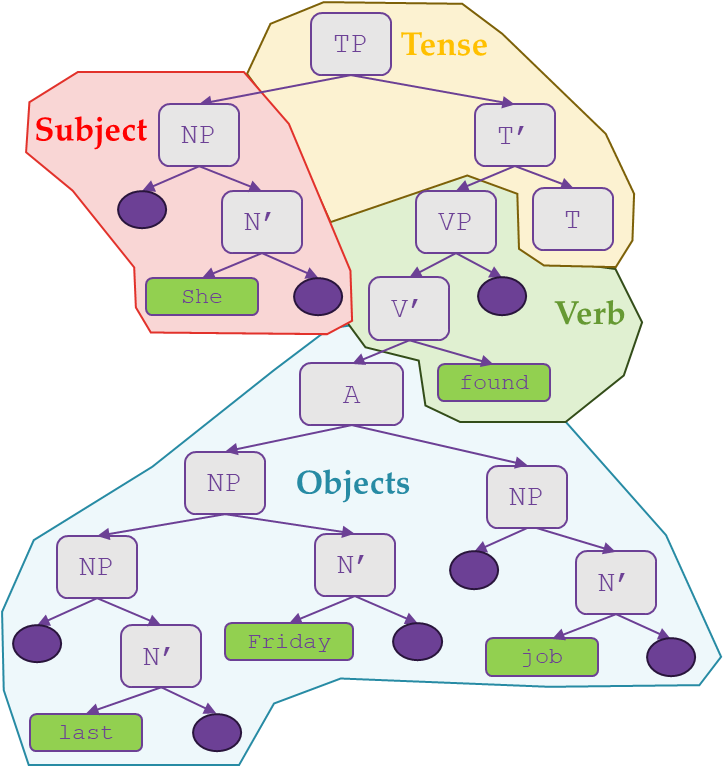 TP
Tense
Subject
NP
T’
N’
VP
T
She
V’
Verb
A
found
NP
Objects
NP
NP
N’
N’
Friday
job
N’
last